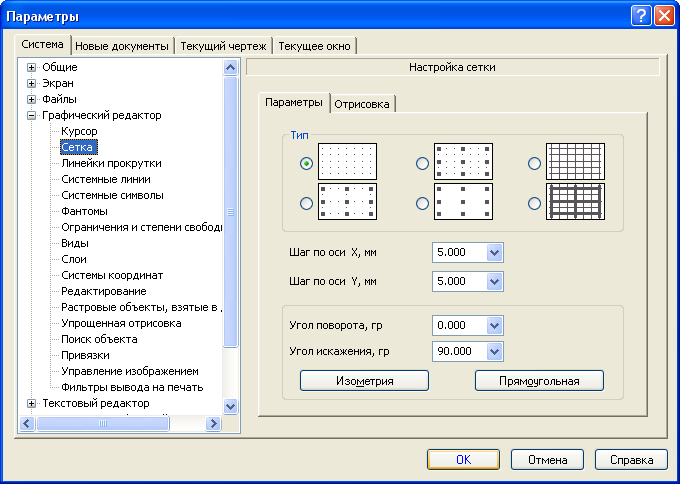 Параметры
Система Новые документы Текущий чертеж Текущее окно
Общие
Экран
Файлы
Графический редактор
Курсор
Сетка
Линейки прокрутки
Системные линии
Системные символы
Фантомы
Ограничения и степени свободы
Виды
Слои
Системы координат
Редактирование
Растровые объекты, взятые в д
Упрощенная отрисовка
Поиск объекта
Привязки
Управление изображением
Фильтры вывода на печать
Текстовый редактор
Настройка сетки
Параметры Отрисовка
Тип
Шаг по оси X, мм 5.000
Шаг по оси Y, мм 5.000
Угол поворота, гр 0.000
Угол искажения, гр 90.000
Изометрия Прямоугольная
OK Отмена Справка